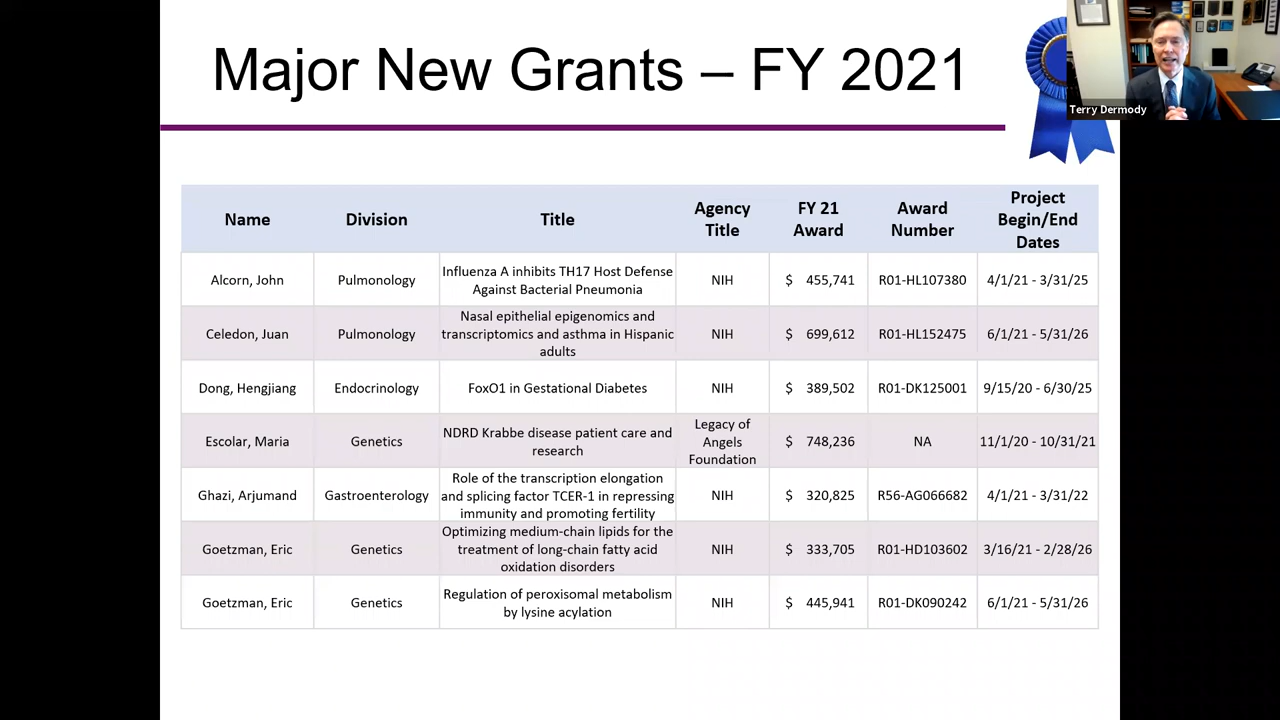 Major New Grants – FY 2021
Terry Dermody
Name Division Title Agency Title FY 21 Award Award Number Project Begin/End Dates
Alcorn, John Pulmonology Influenza A inhibits TH17 Host Defense Against Bacterial Pneumonia NIH $ 455,741 R01-HL107380 4/1/21 - 3/31/25
Celedon, Juan Pulmonology Nasal epithelial epigenomics and transcriptomics and asthma in Hispanic adults NIH $ 699,612 R01-HL152475 6/1/21 - 5/31/26
Dong, Hengjiang Endocrinology FoxO1 in Gestational Diabetes NIH $ 389,502 R01-DK125001 9/15/20 - 6/30/25
Escolar, Maria Genetics NDRD Krabbe disease patient care and research Legacy of Angels Foundation $ 748,236 NA 11/1/20 - 10/31/21
Ghazi, Arjumand Gastroenterology Role of the transcription elongation and splicing factor TCER-1 in repressing immunity and promoting fertility NIH $ 320,825 R56-AG066682 4/1/21 - 3/31/22
Goetzman, Eric Genetics Optimizing medium-chain lipids for the treatment of long-chain fatty acid oxidation disorders NIH $ 333,705 R01-HD103602 3/16/21 - 2/28/26
Goetzman, Eric Genetics Regulation of peroxisomal metabolism by lysine acylation NIH $ 445,941 R01-DK090242 6/1/21 - 5/31/26